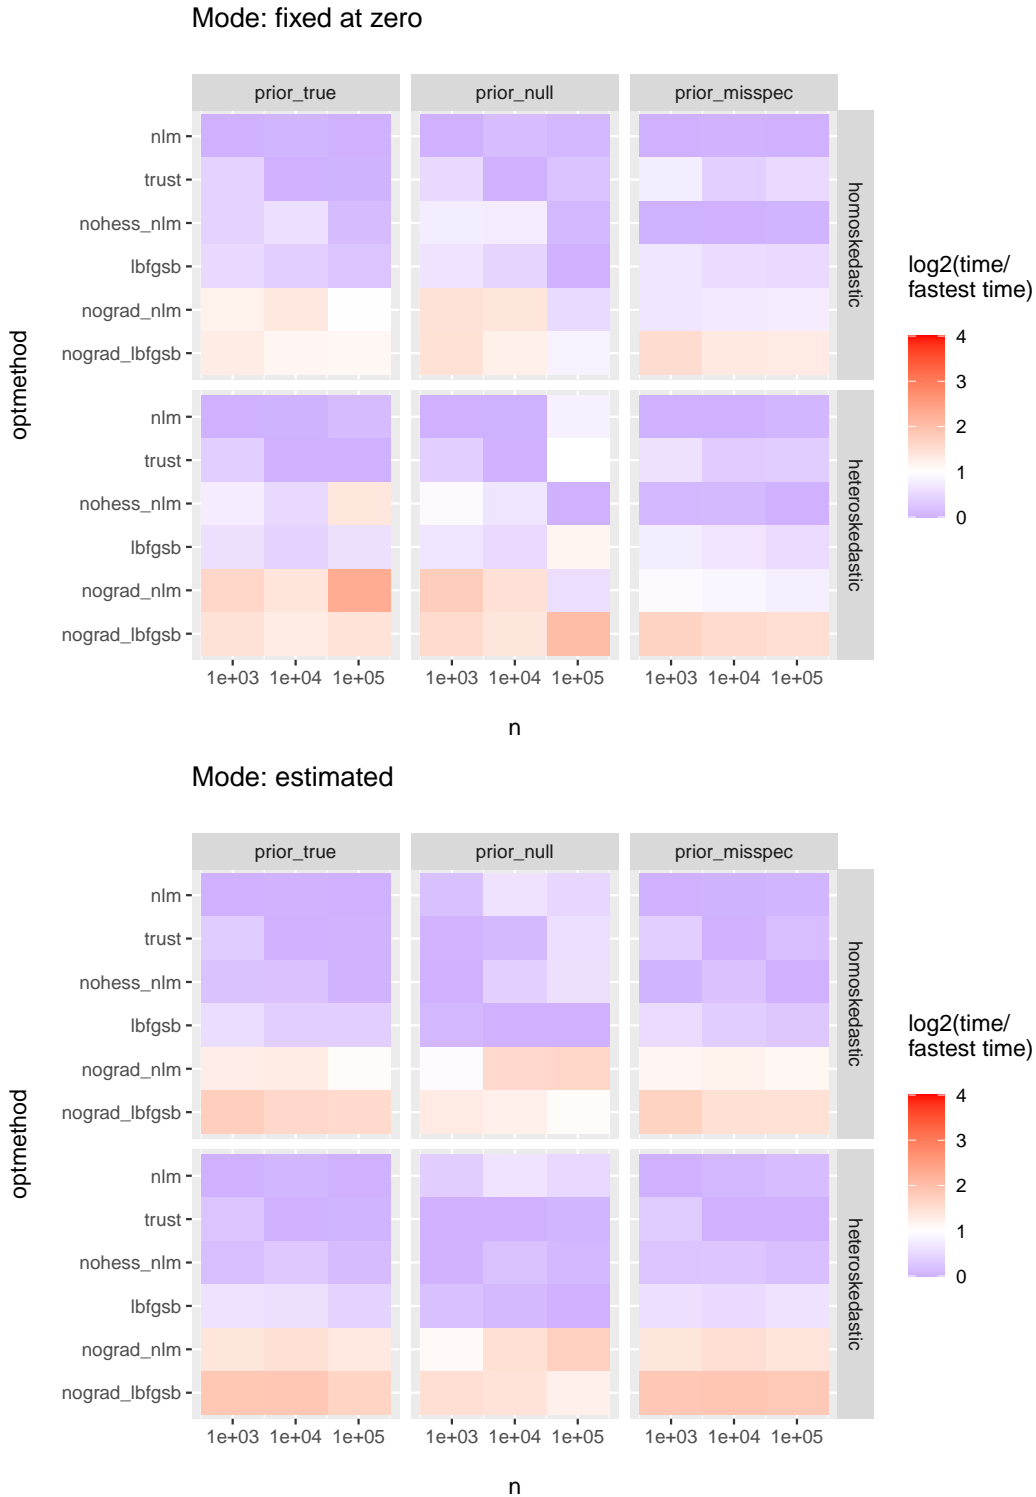 Mode: fixed at zero
prior_true prior_null prior_misspec
nlm
trust
nohess_nlm
lbfgsb
nograd_nlm
nograd_lbfgsb
homoskedastic
nlm
trust
nohess_nlm
lbfgsb
nograd_nlm
nograd_lbfgsb
heteroskedastic
optmethod
1e+03 1e+04 1e+05 1e+03 1e+04 1e+05 1e+03 1e+04 1e+05
n
log2(time/
fastest time)
4
3
2
1
0
Mode: estimated
prior_true prior_null prior_misspec
nlm
trust
nohess_nlm
lbfgsb
nograd_nlm
nograd_lbfgsb
homoskedastic
nlm
trust
nohess_nlm
lbfgsb
nograd_nlm
nograd_lbfgsb
heteroskedastic
optmethod
1e+03 1e+04 1e+05 1e+03 1e+04 1e+05 1e+03 1e+04 1e+05
n
log2(time/
fastest time)
4
3
2
1
0